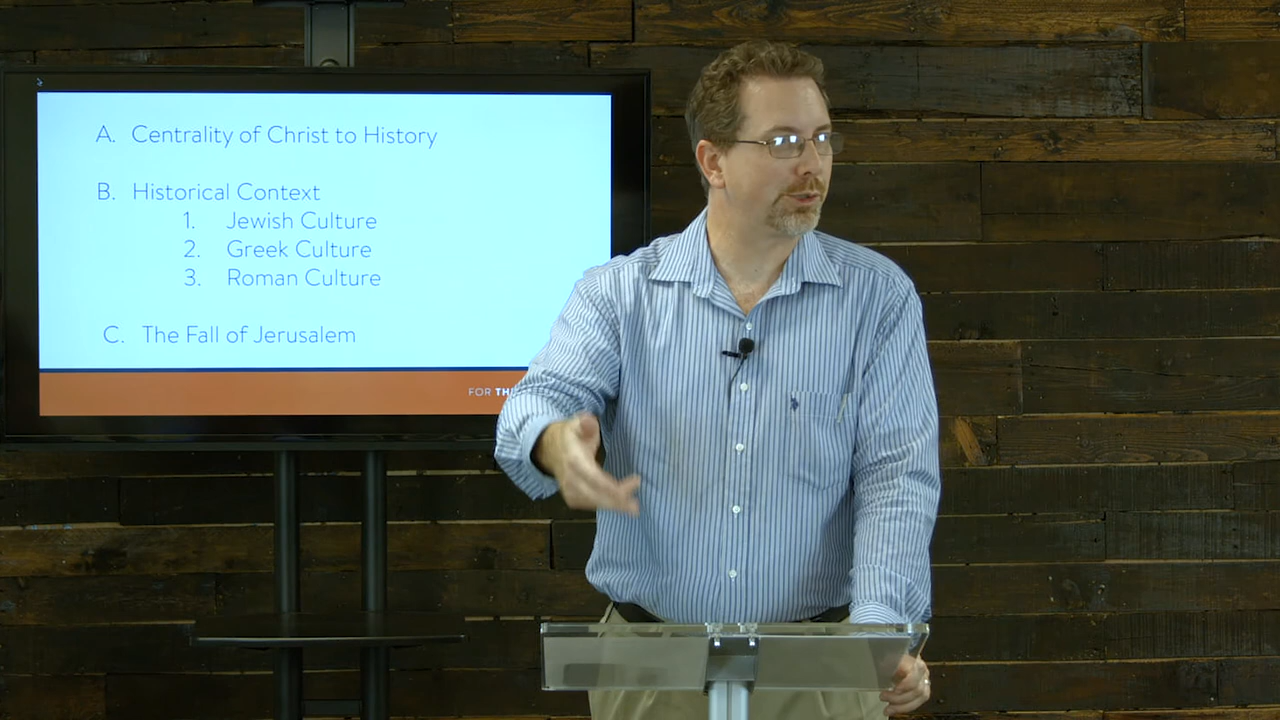 A. Centrality of Christ to History
B. Historical Context
1. Jewish Culture
2. Greek Culture
3. Roman Culture
C. The Fall of Jerusalem
FOR